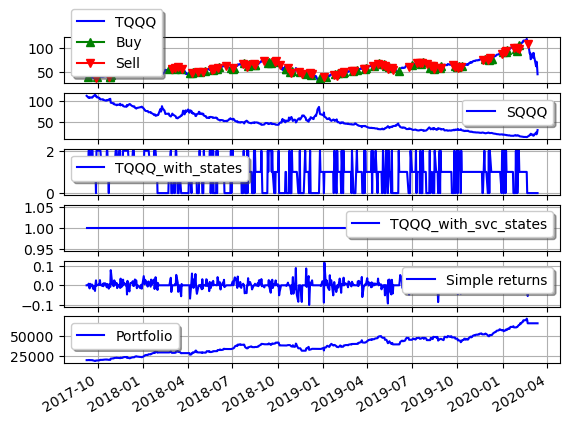 TQQQ
Buy
Sell
100
50
SQQQ
100
50
TQQQ_with_states
2
0
TQQQ_with_svc_states
1.05
1.00
0.95
Simple returns
0.1
0.0
−0.1
Portfolio
50000
25000
2017-10 2018-01 2018-04 2018-07 2018-10 2019-01 2019-04 2019-07 2019-10 2020-01 2020-04